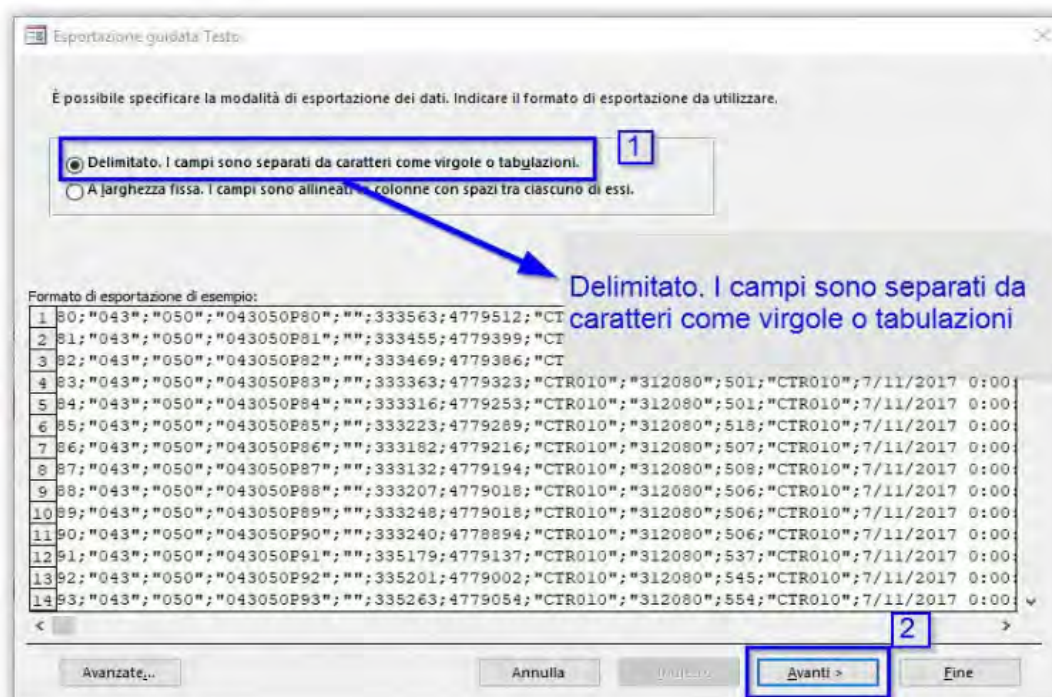 Esportazione guidata Testo
È possibile specificare la modalità di esportazione dei dati. Indicare il formato di esportazione da utilizzare.
1
Delimitato. I campi sono separati da caratteri come virgole o tabulazioni.
A larghezza fissa. I campi sono allineati in colonne con spazi tra ciascuno di essi.
Delimitato. I campi sono separati da
caratteri come virgole o tabulazioni
Formato di esportazione di esempio:
1 80;"043";"050";"043050P80";"";333563;4779512;"CT
2 81;"043";"050";"043050P81";"";333455;4779399;"CT
3 82;"043";"050";"043050P82";"";333469;4779386;"CT
4 83;"043";"050";"043050P83";"";333363;4779323;"CTR010";"312080";501;"CTR010";7/11/2017 0:00:
5 84;"043";"050";"043050P84";"";333316;4779253;"CTR010";"312080";501;"CTR010";7/11/2017 0:00:
6 85;"043";"050";"043050P85";"";333223;4779289;"CTR010";"312080";518;"CTR010";7/11/2017 0:00:
7 86;"043";"050";"043050P86";"";333182;4779216;"CTR010";"312080";507;"CTR010";7/11/2017 0:00:
8 87;"043";"050";"043050P87";"";333132;4779194;"CTR010";"312080";508;"CTR010";7/11/2017 0:00:
9 88;"043";"050";"043050P88";"";333207;4779018;"CTR010";"312080";506;"CTR010";7/11/2017 0:00:
10 89;"043";"050";"043050P89";"";333248;4779018;"CTR010";"312080";506;"CTR010";7/11/2017 0:00:
11 90;"043";"050";"043050P90";"";333240;4778894;"CTR010";"312080";506;"CTR010";7/11/2017 0:00:
12 91;"043";"050";"043050P91";"";335179;4779137;"CTR010";"312080";537;"CTR010";7/11/2017 0:00:
13 92;"043";"050";"043050P92";"";335201;4779002;"CTR010";"312080";545;"CTR010";7/11/2017 0:00:
14 93;"043";"050";"043050P93";"";335263;4779054;"CTR010";"312080";554;"CTR010";7/11/2017 0:00:
2
Avanzate...
Annulla
Avanti >
Fine